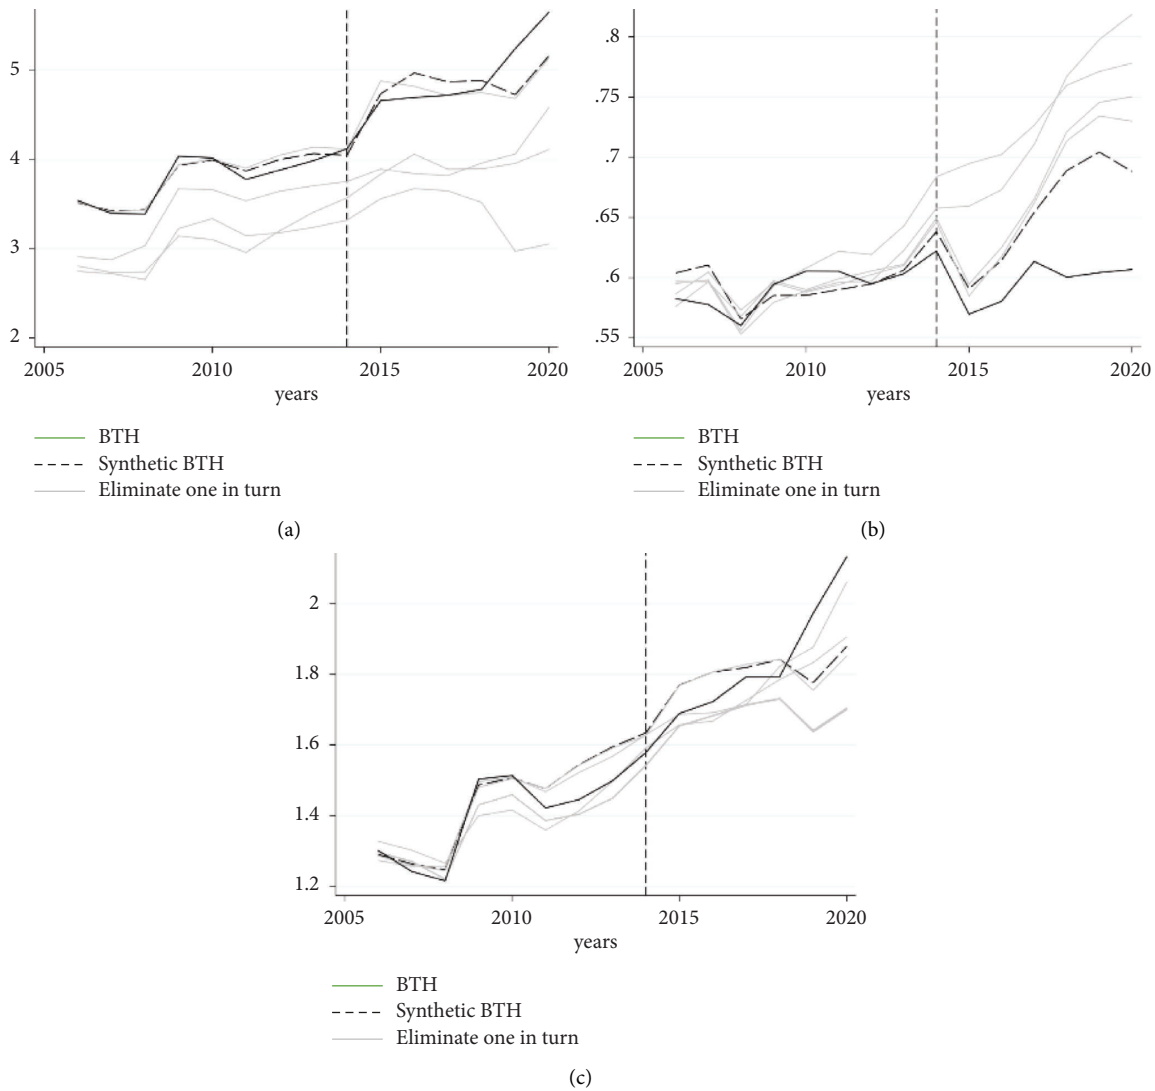 5
4
3
2
2005 2010 2015 2020
years
BTH
Synthetic BTH
Eliminate one in turn
(a)
.8
.75
.7
.65
.6
.55
2005 2010 2015 2020
years
BTH
Synthetic BTH
Eliminate one in turn
(b)
2
1.8
1.6
1.4
1.2
2005 2010 2015 2020
years
BTH
Synthetic BTH
Eliminate one in turn
(c)